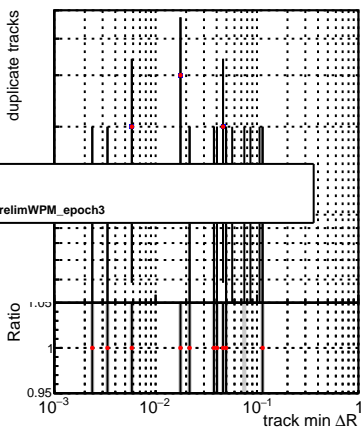 duplicate tracks
relimWPM_epoch3
Ratio
1.05
1
0.95
10⁻³ 10⁻² 10⁻¹ 1
track min ΔR